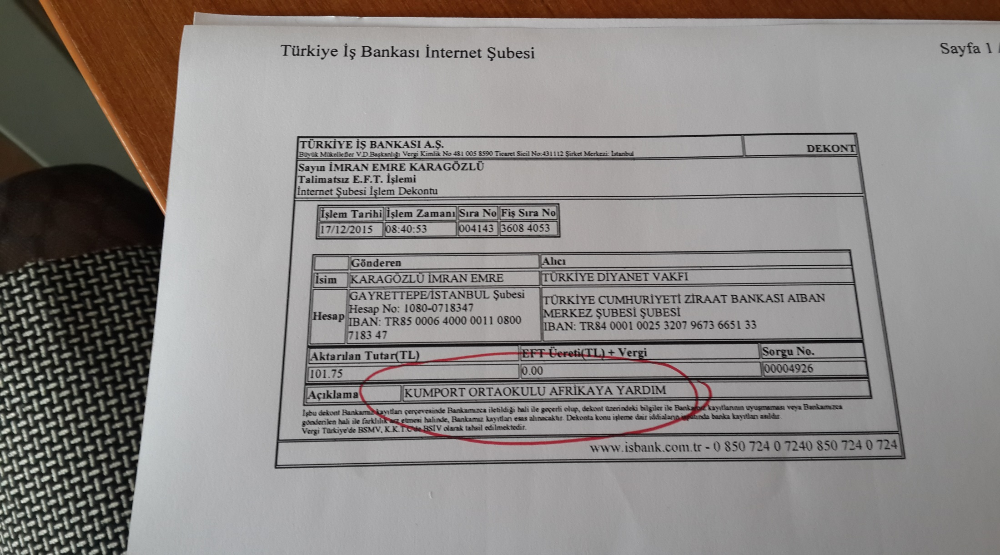 Türkiye İş Bankası İnternet Şubesi
Sayfa 1 /
TÜRKİYE İŞ BANKASI A.Ş.
DEKONT
Büyük Mükellefler V.D.Başkanlığı Vergi Kimlik No 481 005 8590 Ticaret Sicil No:431112 Şirket Merkezi: İstanbul
Sayın İMRAN EMRE KARAGÖZLÜ
Talimatsız E.F.T. İşlemi
İnternet Şubesi İşlem Dekontu
İşlem Tarihi İşlem Zamanı Sıra No Fiş Sıra No
17/12/2015 08:40:53 004143 3608 4053
Gönderen Alıcı
İsim KARAGÖZLÜ İMRAN EMRE TÜRKİYE DİYANET VAKFI
Hesap
GAYRETTEPE/İSTANBUL Şubesi
Hesap No: 1080-0718347
IBAN: TR85 0006 4000 0011 0800
7183 47
TÜRKİYE CUMHURİYETİ ZİRAAT BANKASI AIBAN
MERKEZ ŞUBESİ ŞUBESİ
IBAN: TR84 0001 0025 3207 9673 6651 33
Aktarılan Tutar(TL) EFT Ücreti(TL) + Vergi Sorgu No.
101.75 0.00 00004926
Açıklama KUMPORT ORTAOKULU AFRİKAYA YARDIM
İşbu dekont Bankamız kayıtları çerçevesinde Bankamızca iletildiği hali ile geçerli olup, dekont üzerindeki bilgiler ile Bankamız kayıtlarının uyuşmaması veya Bankamızca
gönderilen hali ile farklılık arz etmesi halinde, Bankamız kayıtları esas alınacaktır. Dekonta konu işleme dair iddiaların ispatında banka kayıtları asıldır.
Vergi Türkiye'de BSMV, K.K.T.C'de BSİV olarak tahsil edilmektedir.
www.isbank.com.tr - 0 850 724 0 7240 850 724 0 724